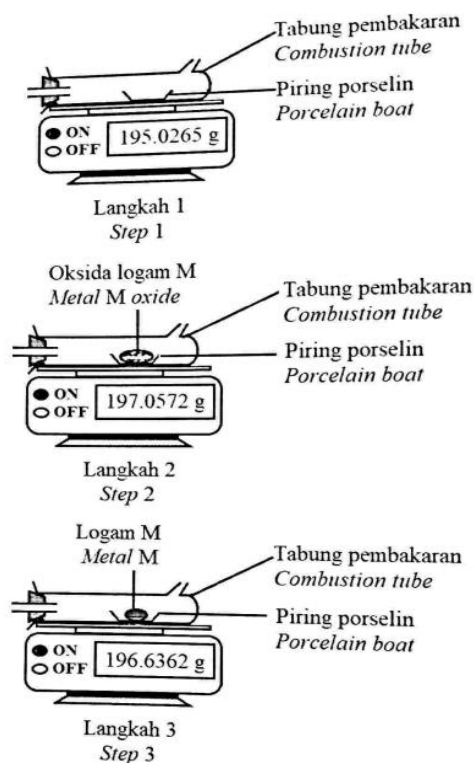 Tabung pembakaran
Combustion tube
Piring porselin
Porcelain boat
ON
OFF
195.0265 g
Langkah 1
Step 1
Oksida logam M
Metal M oxide
Tabung pembakaran
Combustion tube
Piring porselin
Porcelain boat
ON
OFF
197.0572 g
Langkah 2
Step 2
Logam M
Metal M
Tabung pembakaran
Combustion tube
Piring porselin
Porcelain boat
ON
OFF
196.6362 g
Langkah 3
Step 3